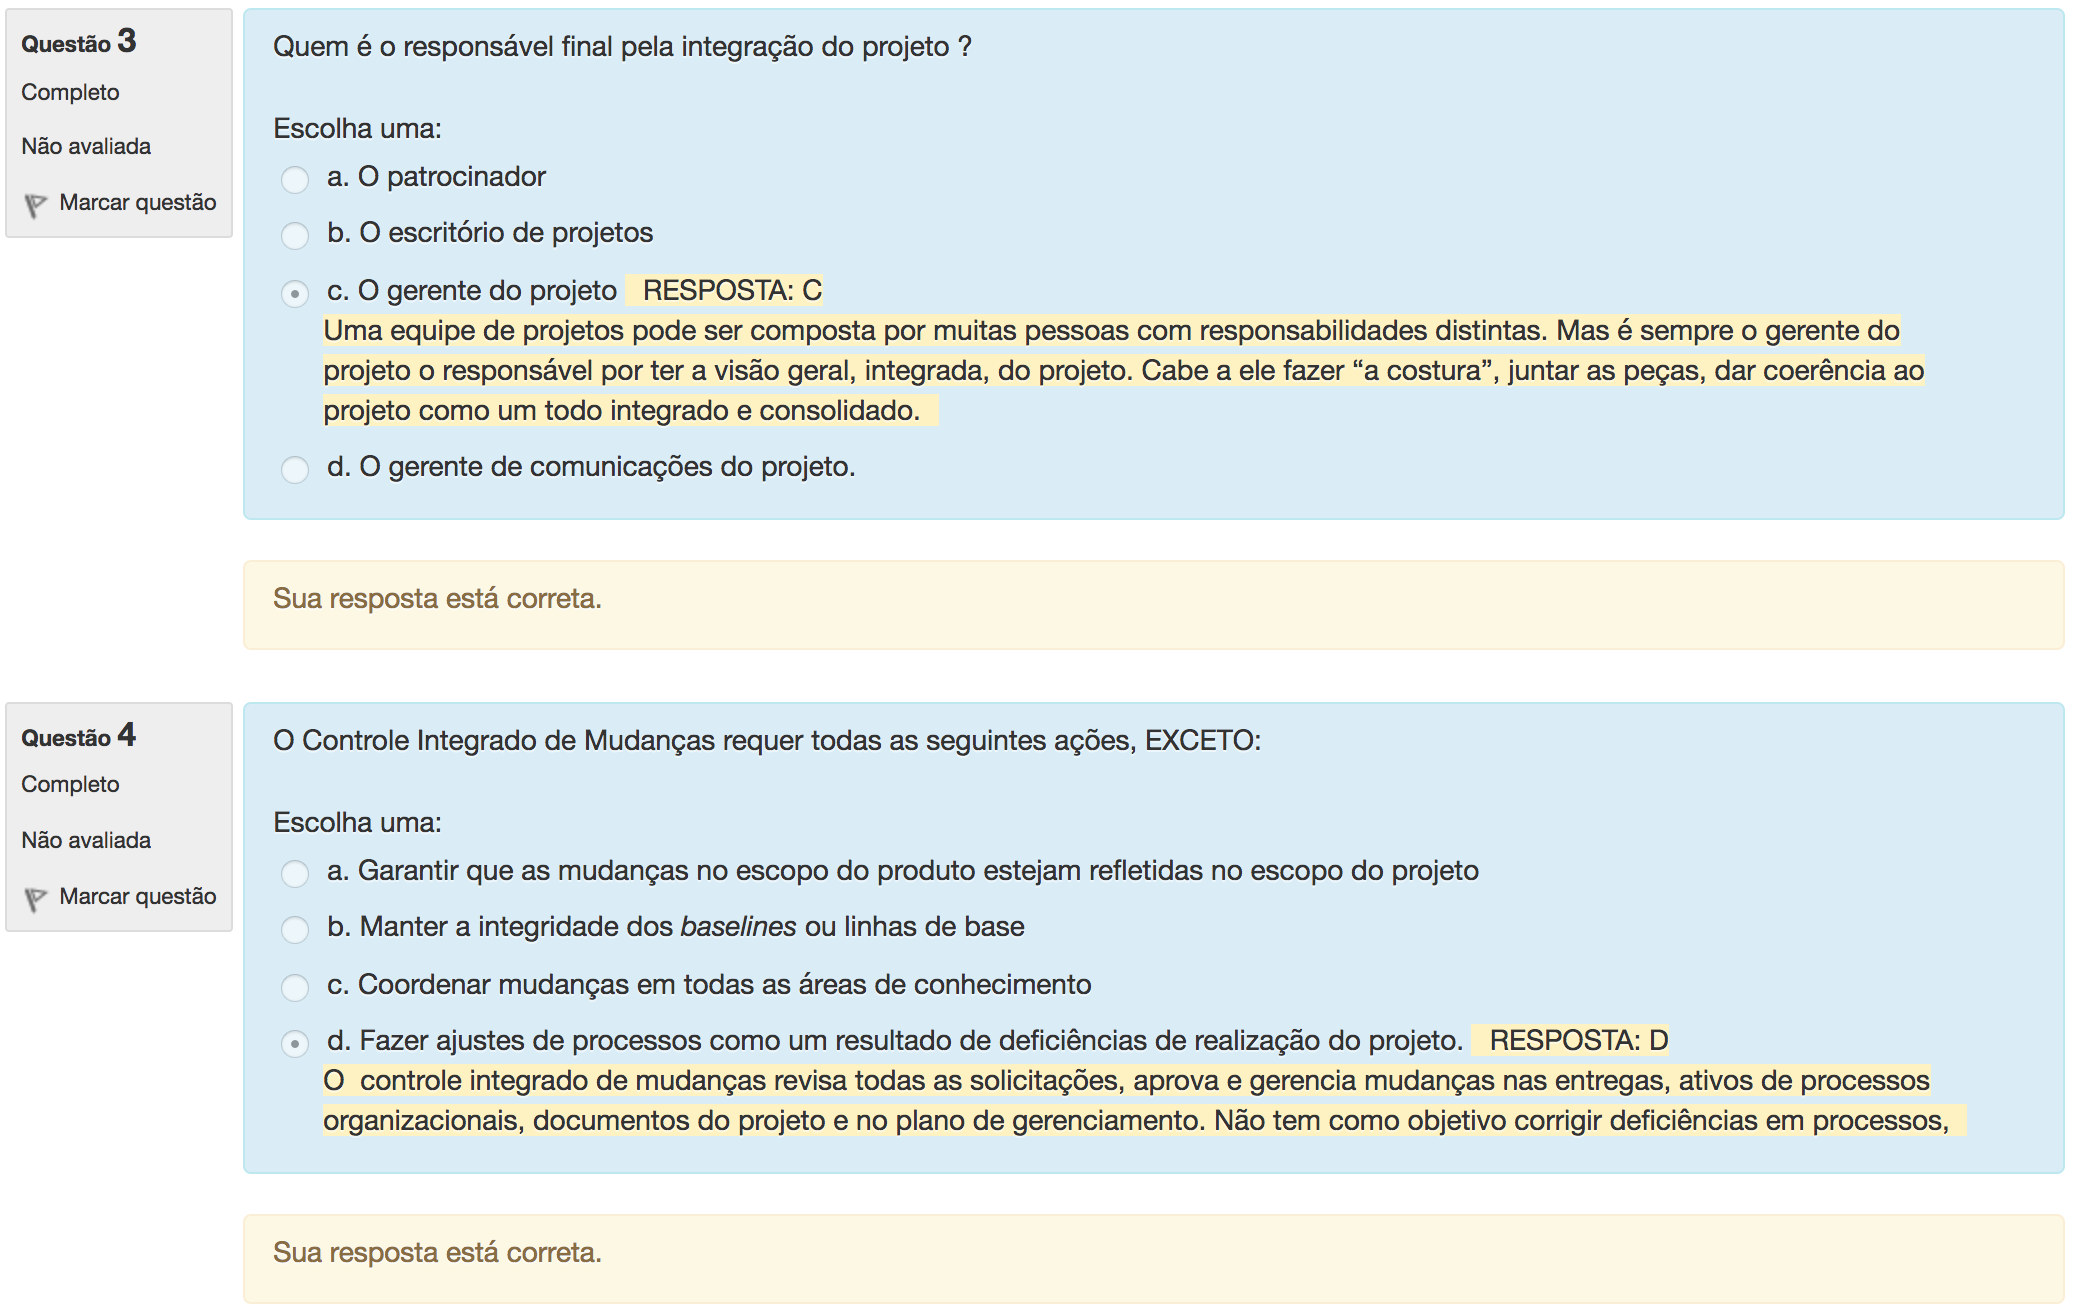 Questão 3
Completo
Não avaliada
Marcar questão
Quem é o responsável final pela integração do projeto ?
Escolha uma:
a. O patrocinador
b. O escritório de projetos
c. O gerente do projeto RESPOSTA: C
Uma equipe de projetos pode ser composta por muitas pessoas com responsabilidades distintas. Mas é sempre o gerente do
projeto o responsável por ter a visão geral, integrada, do projeto. Cabe a ele fazer “a costura”, juntar as peças, dar coerência ao
projeto como um todo integrado e consolidado.
d. O gerente de comunicações do projeto.
Sua resposta está correta.
Questão 4
Completo
Não avaliada
Marcar questão
O Controle Integrado de Mudanças requer todas as seguintes ações, EXCETO:
Escolha uma:
a. Garantir que as mudanças no escopo do produto estejam refletidas no escopo do projeto
b. Manter a integridade dos baselines ou linhas de base
c. Coordenar mudanças em todas as áreas de conhecimento
d. Fazer ajustes de processos como um resultado de deficiências de realização do projeto. RESPOSTA: D
O controle integrado de mudanças revisa todas as solicitações, aprova e gerencia mudanças nas entregas, ativos de processos
organizacionais, documentos do projeto e no plano de gerenciamento. Não tem como objetivo corrigir deficiências em processos,
Sua resposta está correta.